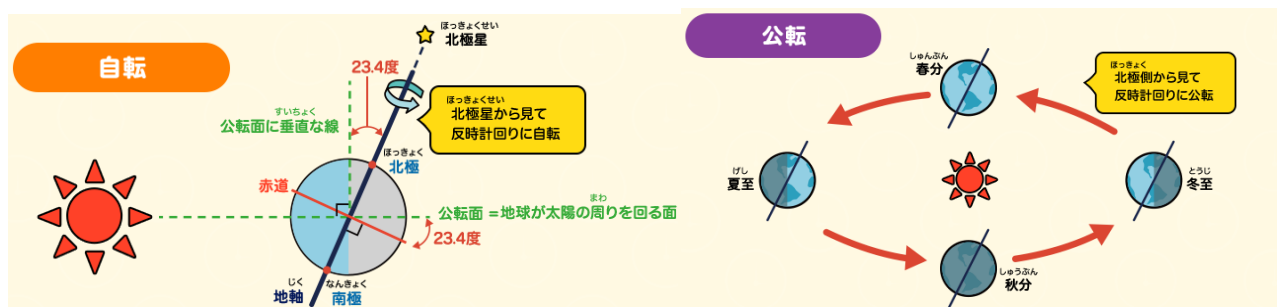 自転
ほっきょくせい
北極星
23.4度
すいちょく
公転面に垂直な線
ほっきょくせい
北極星から見て
反時計回りに自転
ほっきょく
北極
赤道
まわ
公転面 =地球が太陽の周りを回る面
23.4度
じく
地軸
なんきょく
南極
公転
しゅんぶん
春分
ほっきょく
北極側から見て
反時計回りに公転
げし
夏至
とうじ
冬至
しゅうぶん
秋分